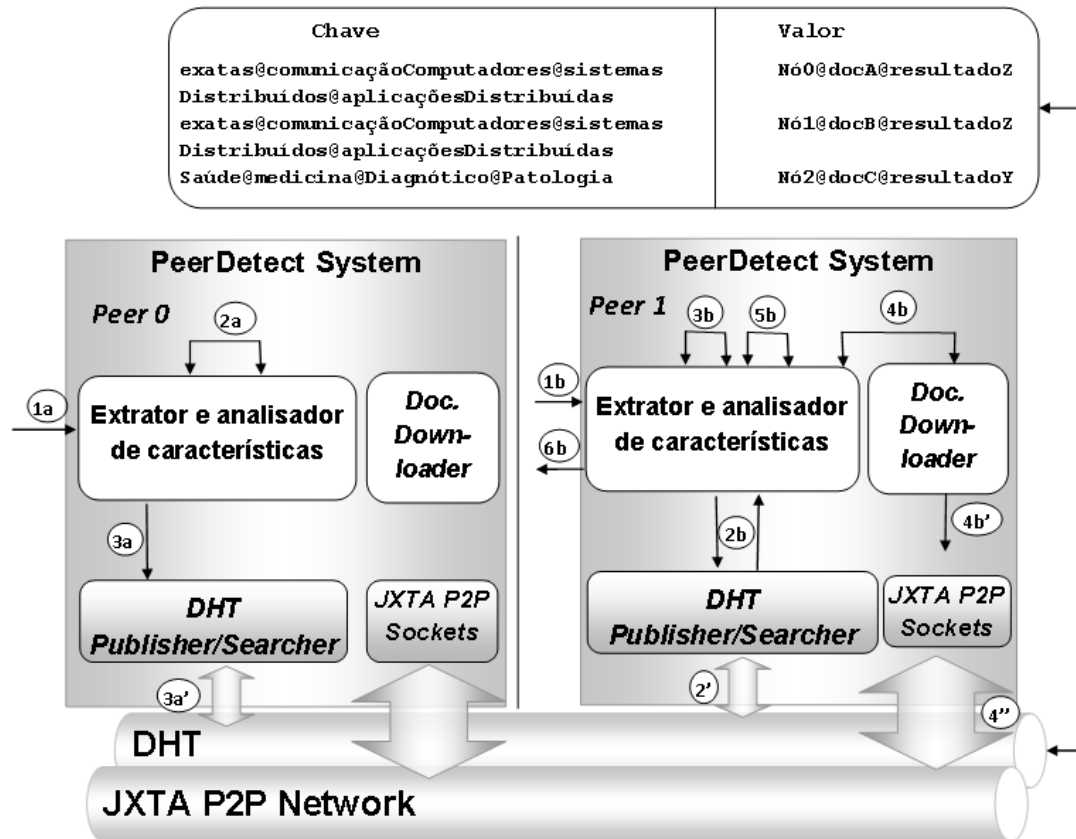 Chave Valor
exatas@comunicaçãoComputadores@sistemas Nó0@docA@resultadoZ
Distribuídos@aplicaçõesDistribuídas
exatas@comunicaçãoComputadores@sistemas Nó1@docB@resultadoZ
Distribuídos@aplicaçõesDistribuídas
Saúde@medicina@Diagnótico@Patologia Nó2@docC@resultadoY
PeerDetect System
Peer 0
2a
1a
Extrator e analisador
de características
Doc.
Down-
loader
3a
DHT
Publisher/Searcher
JXTA P2P
Sockets
3a’
PeerDetect System
Peer 1
3b
5b
4b
1b
6b
Extrator e analisador
de características
Doc.
Down-
loader
2b
4b’
DHT
Publisher/Searcher
JXTA P2P
Sockets
2’
4’’
DHT
JXTA P2P Network